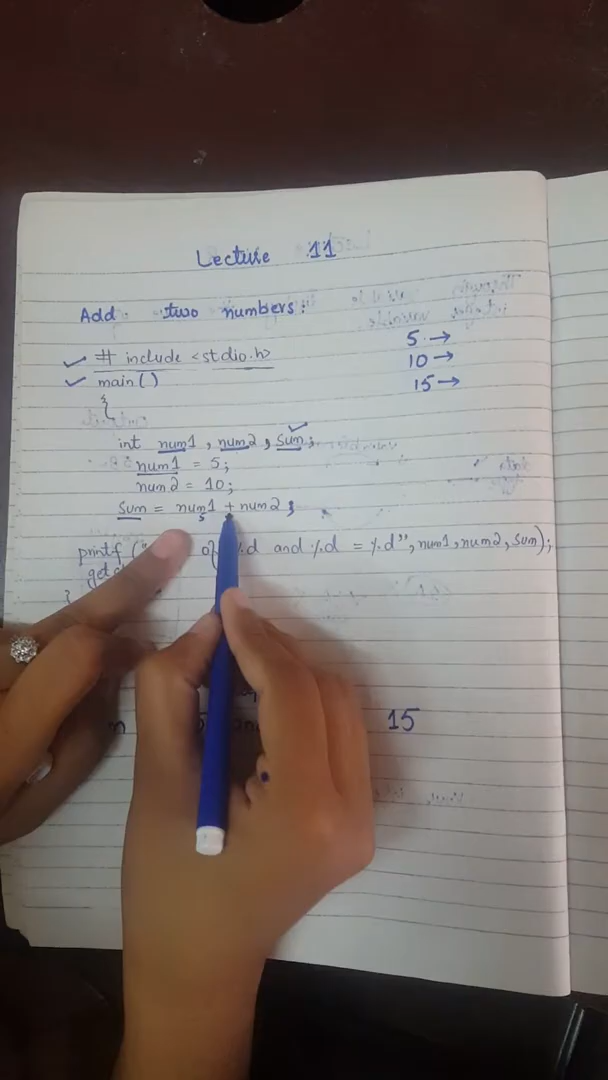 Lecture 11
Add two numbers:
5 →
# include <stdio.h>
10 →
main()
15 →
{
int num1, num2, sum;
num1 = 5;
num2 = 10;
sum = num1 + num2;
5
printf (" of %d and %d = %d", num1, num2, sum);
}
15